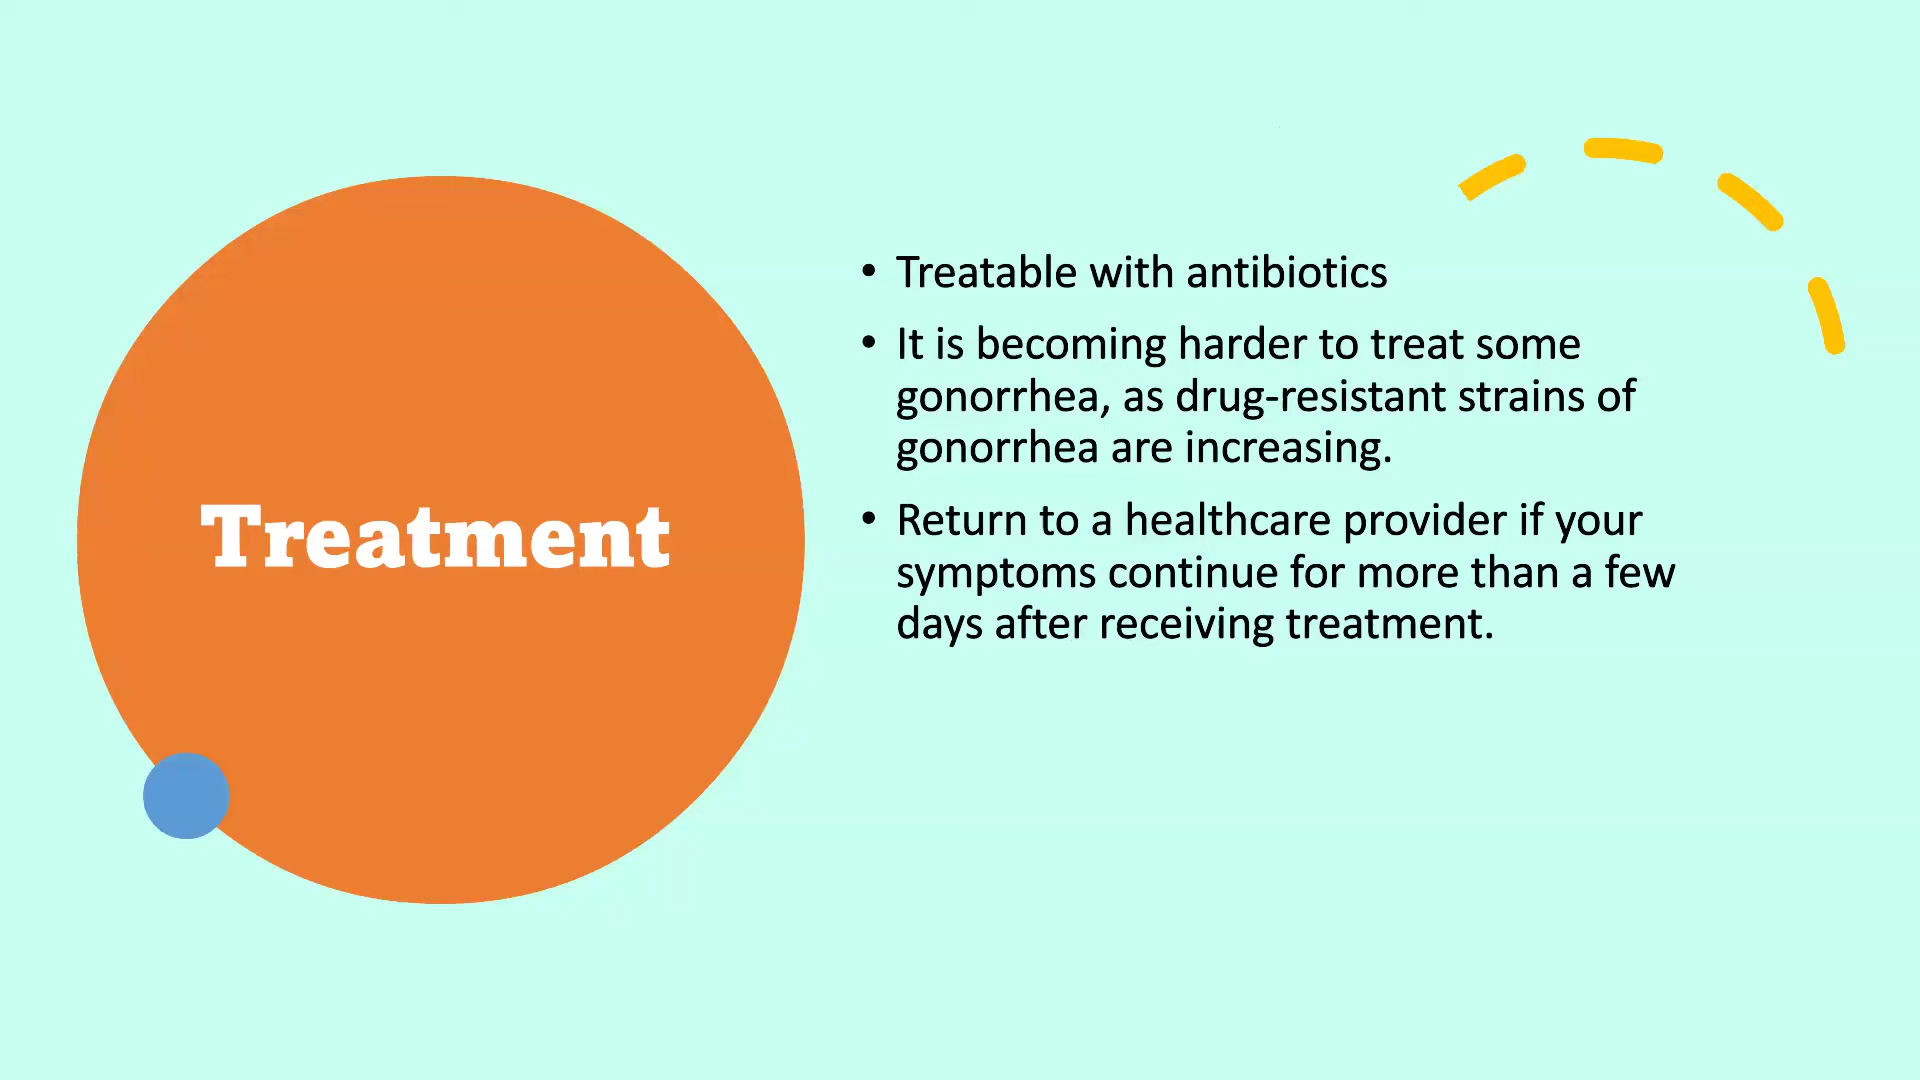 Treatment
• Treatable with antibiotics
• It is becoming harder to treat some
gonorrhea, as drug-resistant strains of
gonorrhea are increasing.
• Return to a healthcare provider if your
symptoms continue for more than a few
days after receiving treatment.